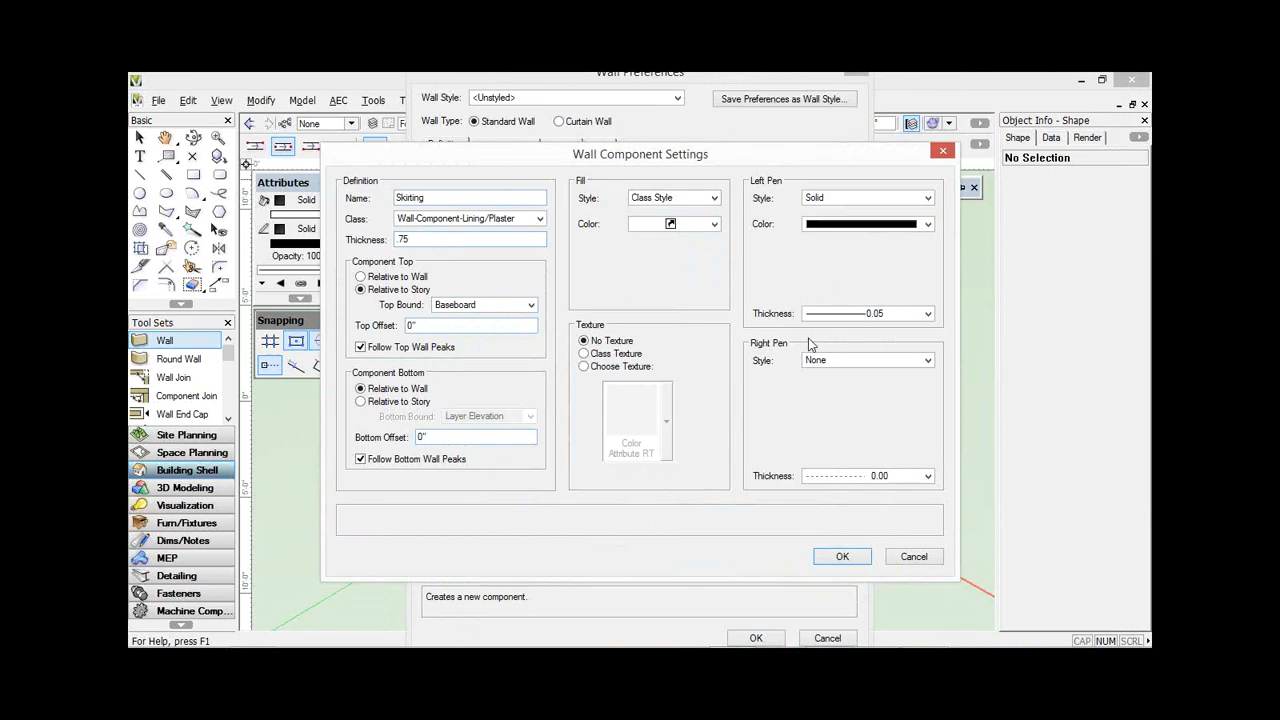 Wall Preferences
Wall Style: <Unstyled> Save Preferences as Wall Style...
Wall Type: Standard Wall Curtain Wall
File Edit View Modify Model AEC Tools T
Basic
None
Object Info - Shape
Shape Data Render
No Selection
Attributes
Solid
Solid
Opacity: 100
Snapping
Tool Sets
Wall
Round Wall
Wall Join
Component Join
Wall End Cap
Site Planning
Space Planning
Building Shell
3D Modeling
Visualization
Furn/Fixtures
Dims/Notes
MEP
Detailing
Fasteners
Machine Comp...
Wall Component Settings
Definition
Name: Skirting
Class: Wall-Component-Lining/Plaster
Thickness: .75
Component Top
Relative to Wall
Relative to Story
Top Bound: Baseboard
Top Offset: 0"
Follow Top Wall Peaks
Component Bottom
Relative to Wall
Relative to Story
Bottom Bound: Layer Elevation
Bottom Offset: 0"
Follow Bottom Wall Peaks
Fill
Style: Class Style
Color:
Texture
No Texture
Class Texture
Choose Texture:
Color
Attribute RT
Left Pen
Style: Solid
Color:
Thickness: 0.05
Right Pen
Style: None
Thickness: 0.00
OK Cancel
Creates a new component.
OK Cancel
For Help, press F1
CAP NUM SCRL